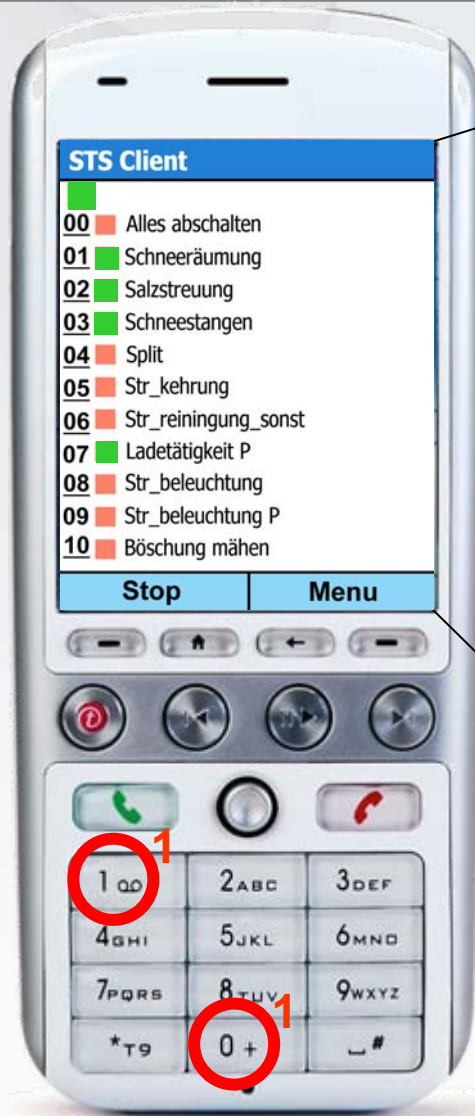 STS Client
00 Alles abschalten
01 Schneeräumung
02 Salzstreuung
03 Schneestangen
04 Split
05 Str_kehrung
06 Str_reiningung_sonst
07 Ladetätigkeit P
08 Str_beleuchtung
09 Str_beleuchtung P
10 Böschung mähen
Stop Menu
1 1
1 2ABC 3DEF
4GHI 5JKL 6MNO
7PQRS 8TUV 9WXYZ
1
*T9 0 + #